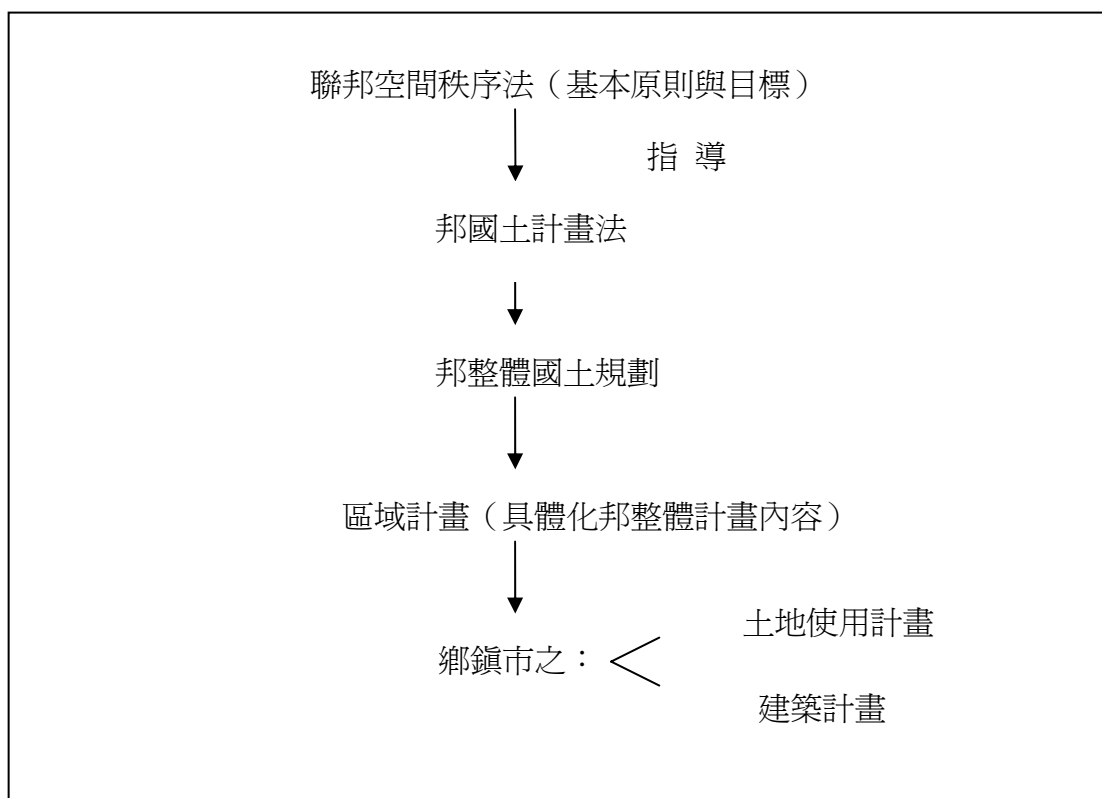 聯邦空間秩序法（基本原則與目標）
指 導
邦國土計畫法
邦整體國土規劃
區域計畫（具體化邦整體計畫內容）
土地使用計畫
鄉鎮市之：
建築計畫